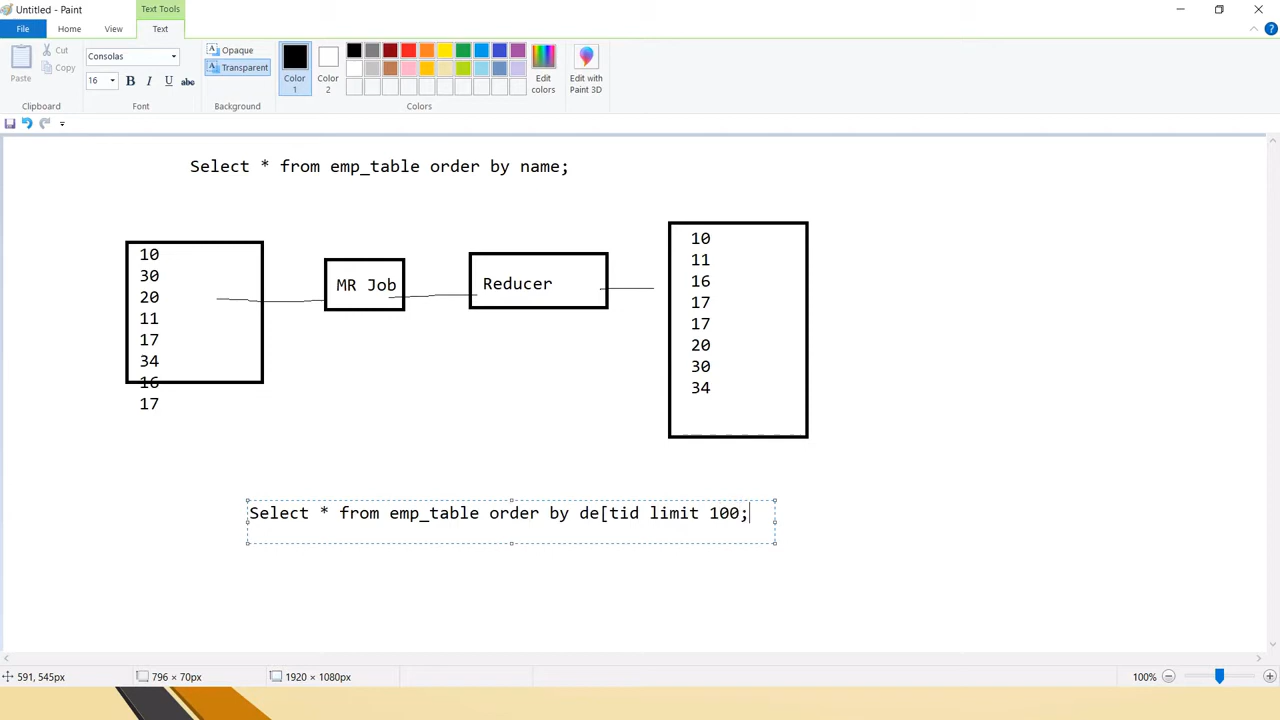 Untitled - Paint
Text Tools
File Home View Text
Paste Cut Copy
Clipboard
Consolas
16 B I U abc
Font
Opaque
Transparent
Background
Color 1
Color 2
Edit colors
Edit with Paint 3D
Colors
Select * from emp_table order by name;
10
30
20
11
17
34
16
17
MR Job
Reducer
10
11
16
17
17
20
30
34
Select * from emp_table order by de[tid limit 100;
591, 545px
796 × 70px
1920 × 1080px
100%